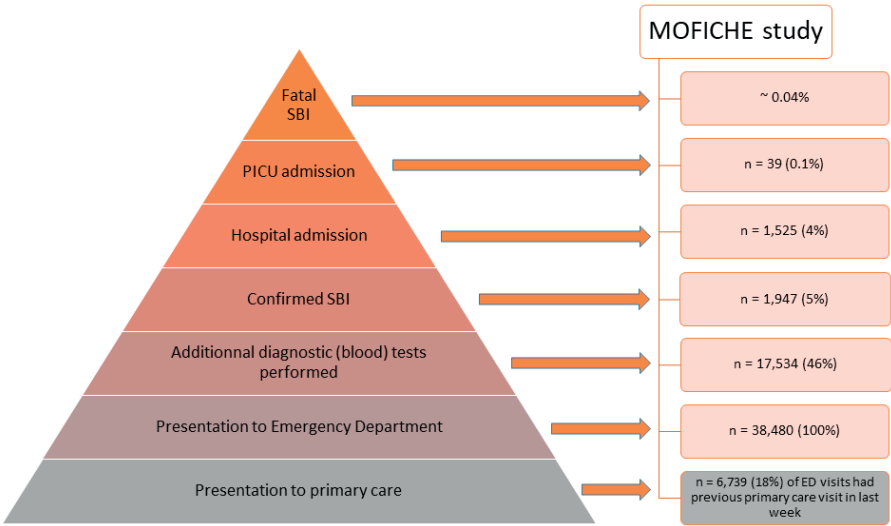 MOFICHE study
Fatal
SBI
~ 0.04%
PICU admission
n = 39 (0.1%)
Hospital admission
n = 1,525 (4%)
Confirmed SBI
n = 1,947 (5%)
Additionnal diagnostic (blood) tests
performed
n = 17,534 (46%)
Presentation to Emergency Department
n = 38,480 (100%)
Presentation to primary care
n = 6,739 (18%) of ED visits had
previous primary care visit in last
week